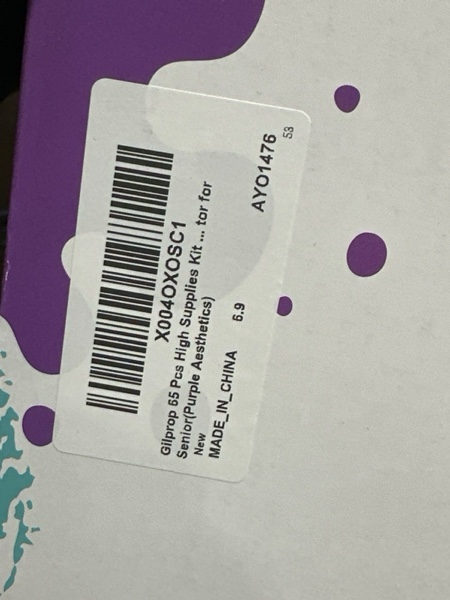 X004OXOSC1
Gilprop 65 Pcs High Supplies Kit ... tor for
Senior(Purple Aesthetics)
New
MADE_IN_CHINA 6.9
AYO1476
53